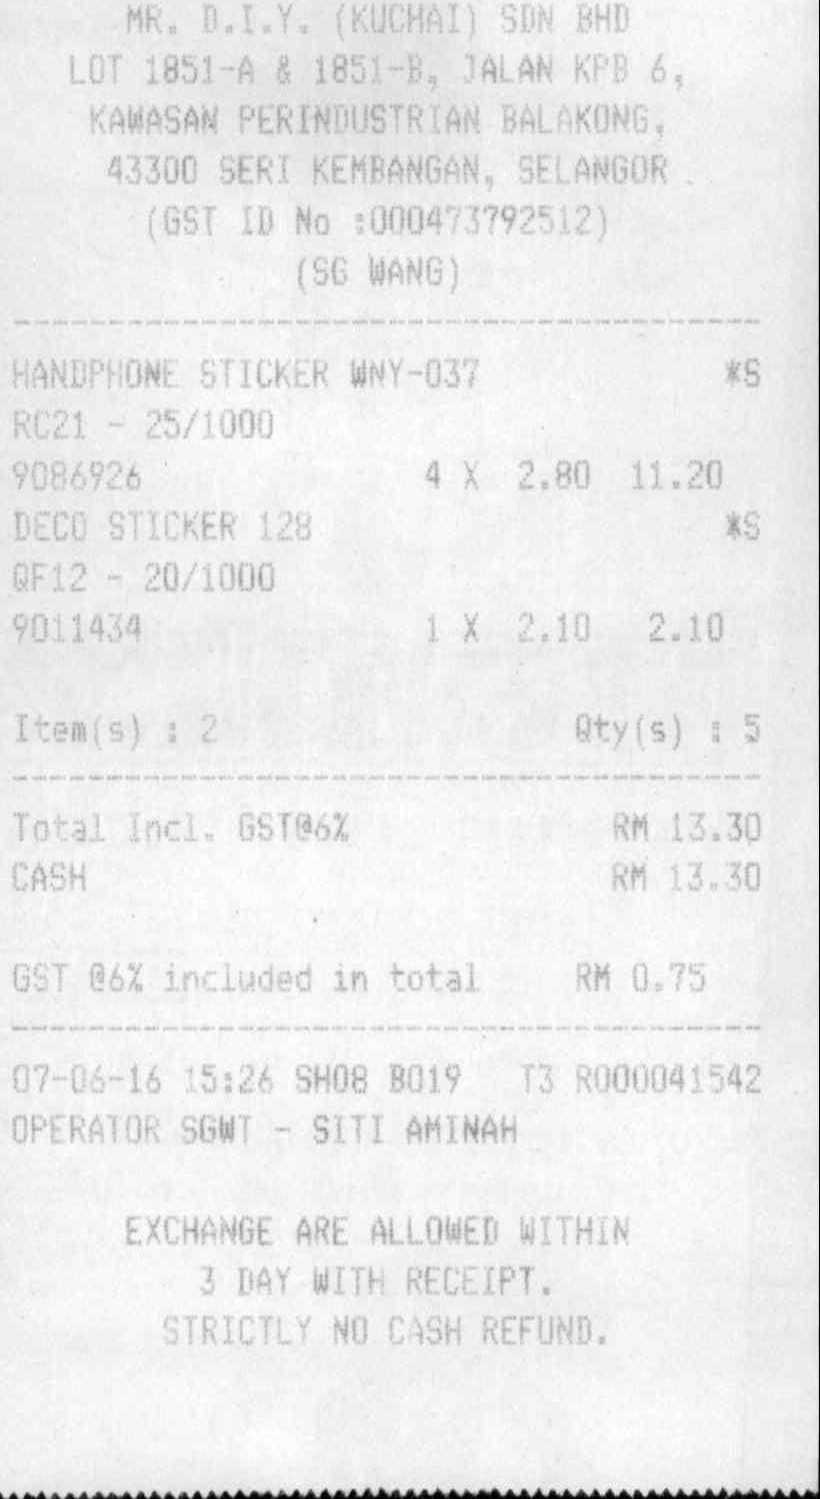 MR. D.I.Y. (KUCHAI) SDN BHD
LOT 1851-A & 1851-B, JALAN KPB 6,
KAWASAN PERINDUSTRIAN BALAKONG,
43300 SERI KEMBANGAN, SELANGOR
(GST ID No :000473792512)
(SG WANG)
HANDPHONE STICKER WNY-037 *S
RC21 - 25/1000
9086926 4 X 2.80 11.20
DECO STICKER 128 *S
QF12 - 20/1000
9011434 1 X 2.10 2.10
Item(s) : 2 Qty(s) : 5
Total Incl. GST@6% RM 13.30
CASH RM 13.30
GST @6% included in total RM 0.75
07-06-16 15:26 SH08 B019 T3 R000041542
OPERATOR SGWT - SITI AMINAH
EXCHANGE ARE ALLOWED WITHIN
3 DAY WITH RECEIPT.
STRICTLY NO CASH REFUND.